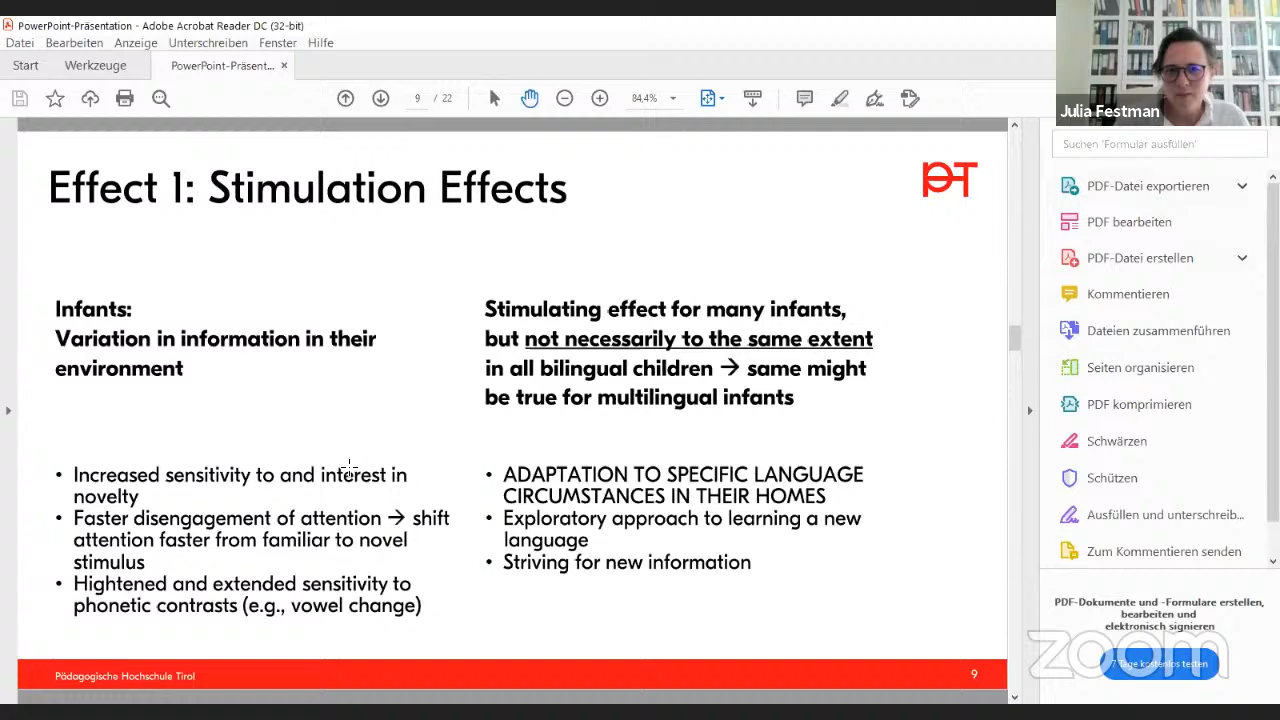 PowerPoint-Präsentation - Adobe Acrobat Reader DC (32-bit)
Datei Bearbeiten Anzeige Unterschreiben Fenster Hilfe
Start Werkzeuge PowerPoint-Präsent... ×
9 / 22 84,4%
Julia Festman
Effect 1: Stimulation Effects
PHT
Infants:
Variation in information in their
environment
Increased sensitivity to and interest in
novelty
Faster disengagement of attention → shift
attention faster from familiar to novel
stimulus
Hightened and extended sensitivity to
phonetic contrasts (e.g., vowel change)
Stimulating effect for many infants,
but not necessarily to the same extent
in all bilingual children → same might
be true for multilingual infants
ADAPTATION TO SPECIFIC LANGUAGE
CIRCUMSTANCES IN THEIR HOMES
Exploratory approach to learning a new
language
Striving for new information
Pädagogische Hochschule Tirol
9
Suchen 'Formular ausfüllen'
PDF-Datei exportieren
PDF bearbeiten
PDF-Datei erstellen
Kommentieren
Dateien zusammenführen
Seiten organisieren
PDF komprimieren
Schwärzen
Schützen
Ausfüllen und unterschreib...
Zum Kommentieren senden
PDF-Dokumente und -Formulare erstellen,
bearbeiten und
elektronisch signieren
7 Tage kostenlos testen
zoom